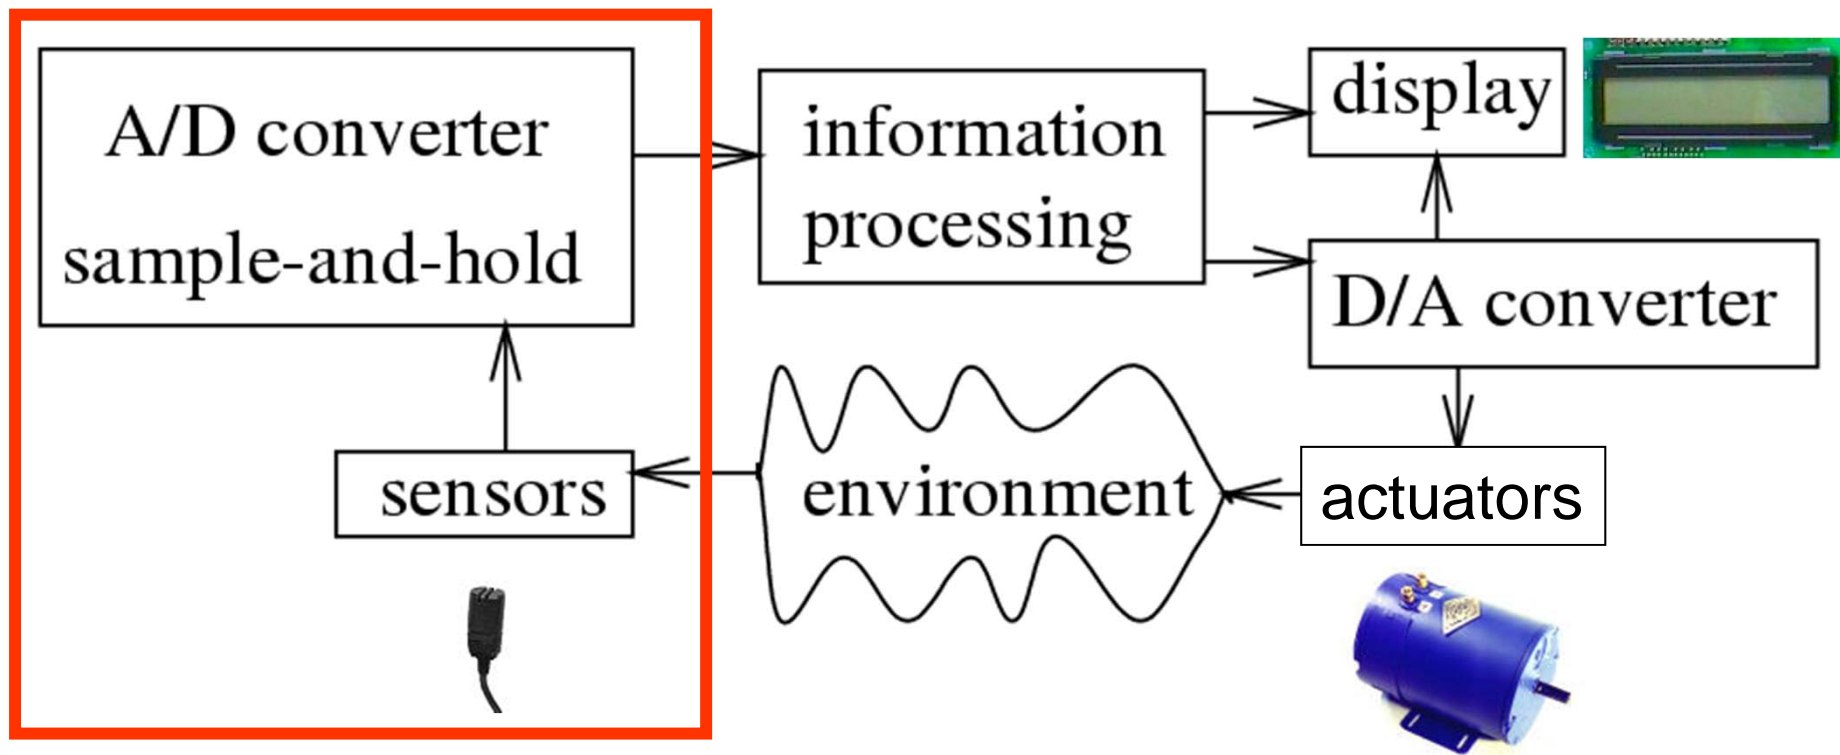 A/D converter
sample-and-hold
information
processing
display
D/A converter
sensors
environment
actuators